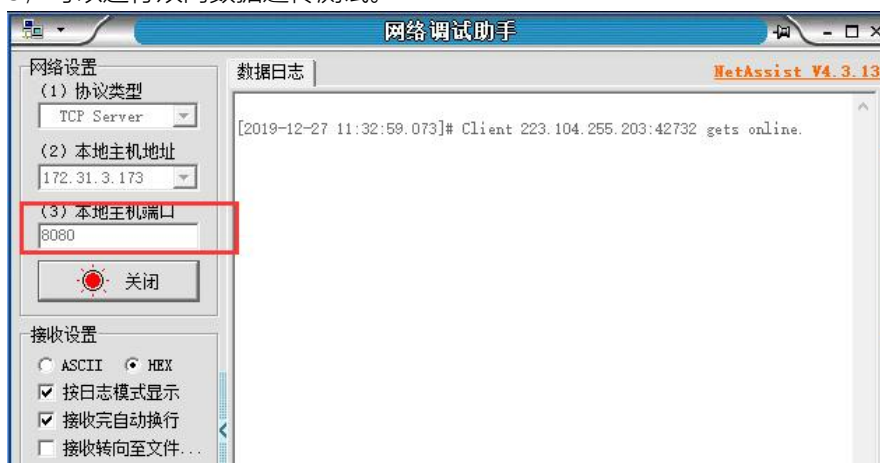 网络调试助手
网络设置
(1) 协议类型
TCP Server
(2) 本地主机地址
172.31.3.173
(3) 本地主机端口
8080
关闭
接收设置
ASCII HEX
按日志模式显示
接收完自动换行
接收转向至文件...
数据日志
NetAssist V4.3.13
[2019-12-27 11:32:59.073]# Client 223.104.255.203:42732 gets online.